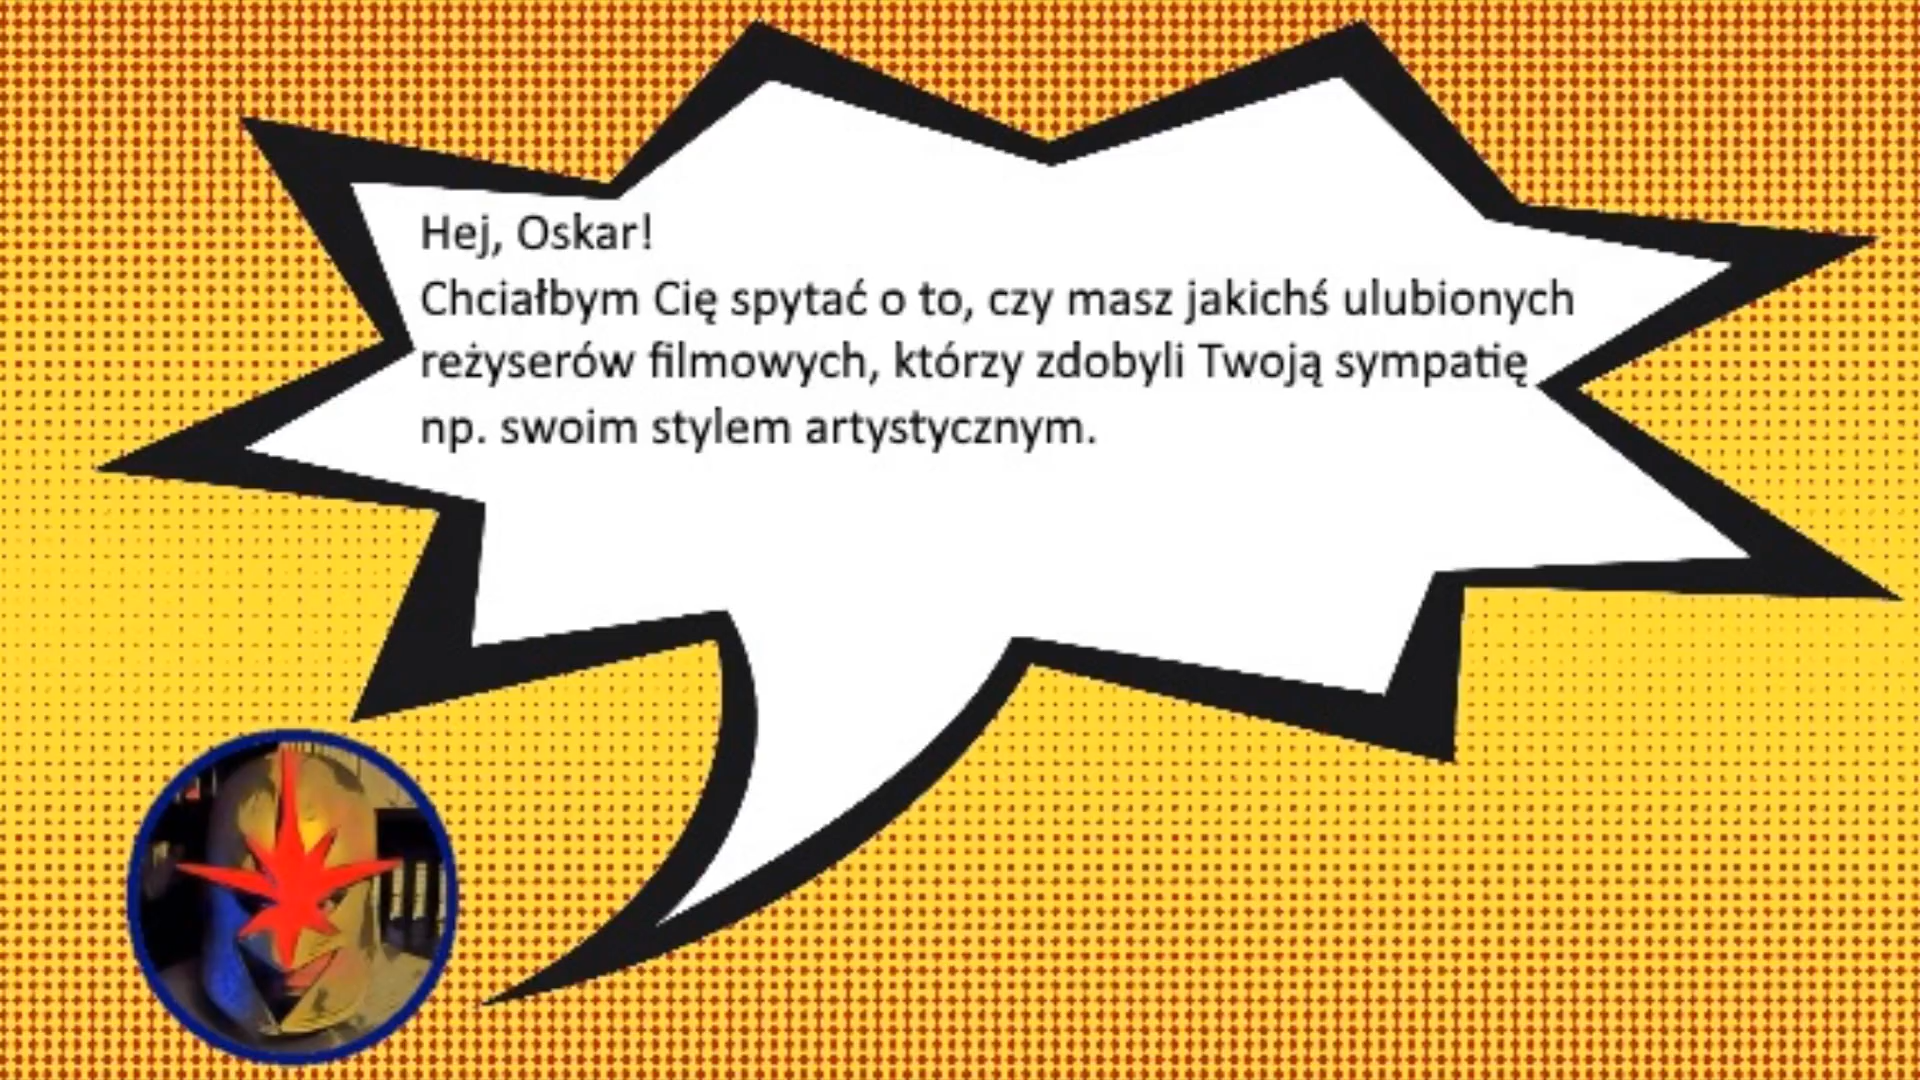 Hej, Oskar!
Chciałbym Cię spytać o to, czy masz jakichś ulubionych
reżyserów filmowych, którzy zdobyli Twoją sympatię
np. swoim stylem artystycznym.